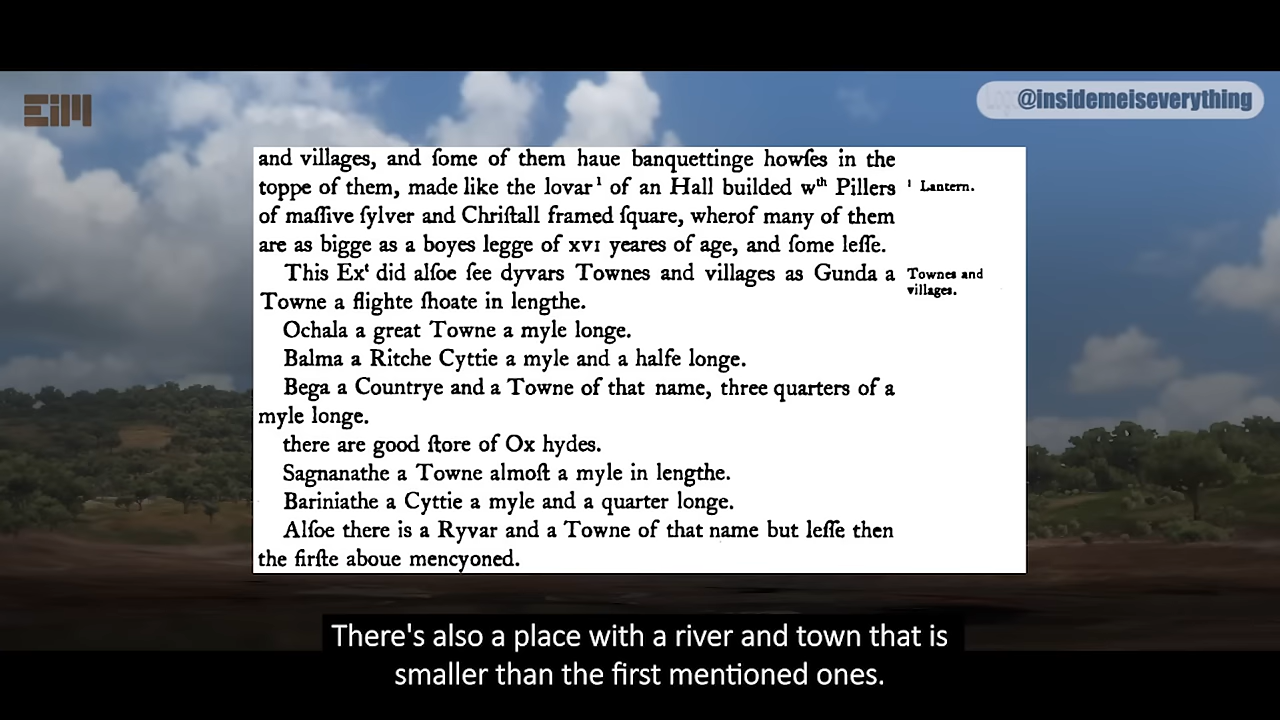 EiM
@insidemeiseverything
and villages, and ſome of them haue banquettinge howſes in the
toppe of them, made like the lovar¹ of an Hall builded wᵗʰ Pillers
¹ Lantern.
of maſſive ſylver and Chriſtall framed ſquare, wherof many of them
are as bigge as a boyes legge of xvɪ yeares of age, and ſome leſſe.
This Exᵗ did alſoe ſee dyvars Townes and villages as Gunda a
Townes and
villages.
Towne a flighte ſhoate in lengthe.
Ochala a great Towne a myle longe.
Balma a Ritche Cyttie a myle and a halfe longe.
Bega a Countrye and a Towne of that name, three quarters of a
myle longe.
there are good ſtore of Ox hydes.
Sagnanathe a Towne almoſt a myle in lengthe.
Bariniathe a Cyttie a myle and a quarter longe.
Alſoe there is a Ryvar and a Towne of that name but leſſe then
the firſte aboue mencyoned.
There's also a place with a river and town that is
smaller than the first mentioned ones.